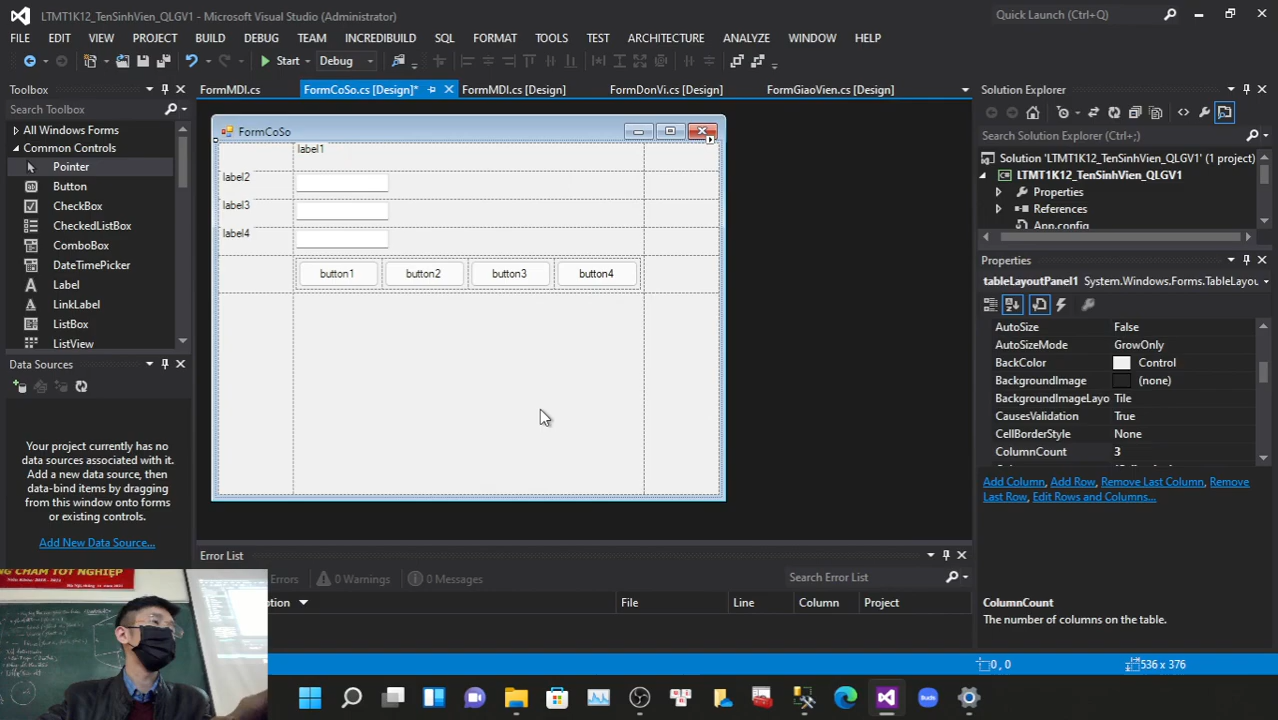 LTMT1K12_TenSinhVien_QLGV1 - Microsoft Visual Studio (Administrator)
Quick Launch (Ctrl+Q)
FILE EDIT VIEW PROJECT BUILD DEBUG TEAM INCREDIBUILD SQL FORMAT TOOLS TEST ARCHITECTURE ANALYZE WINDOW HELP
Start Debug
Toolbox
FormMDI.cs FormCoSo.cs [Design]* FormMDI.cs [Design] FormDonVi.cs [Design] FormGiaoVien.cs [Design]
Solution Explorer
Search Toolbox
Search Solution Explorer (Ctrl+;)
All Windows Forms
Common Controls
Pointer
Button
CheckBox
CheckedListBox
ComboBox
DateTimePicker
Label
LinkLabel
ListBox
ListView
FormCoSo
label1
label2
label3
label4
button1 button2 button3 button4
Solution 'LTMT1K12_TenSinhVien_QLGV1' (1 project)
LTMT1K12_TenSinhVien_QLGV1
Properties
References
App.config
Properties
tableLayoutPanel1 System.Windows.Forms.TableLayou
AutoSize False
AutoSizeMode GrowOnly
BackColor Control
BackgroundImage (none)
BackgroundImageLayo Tile
CausesValidation True
CellBorderStyle None
ColumnCount 3
Add Column, Add Row, Remove Last Column, Remove
Last Row, Edit Rows and Columns...
ColumnCount
The number of columns on the table.
Data Sources
Your project currently has no
data sources associated with it.
Add a new data source, then
data-bind items by dragging
from this window onto forms
or existing controls.
Add New Data Source...
Error List
Errors 0 Warnings 0 Messages
Search Error List
ption File Line Column Project
NG CHẤM TỐT NGHIỆP
0 , 0
536 x 376